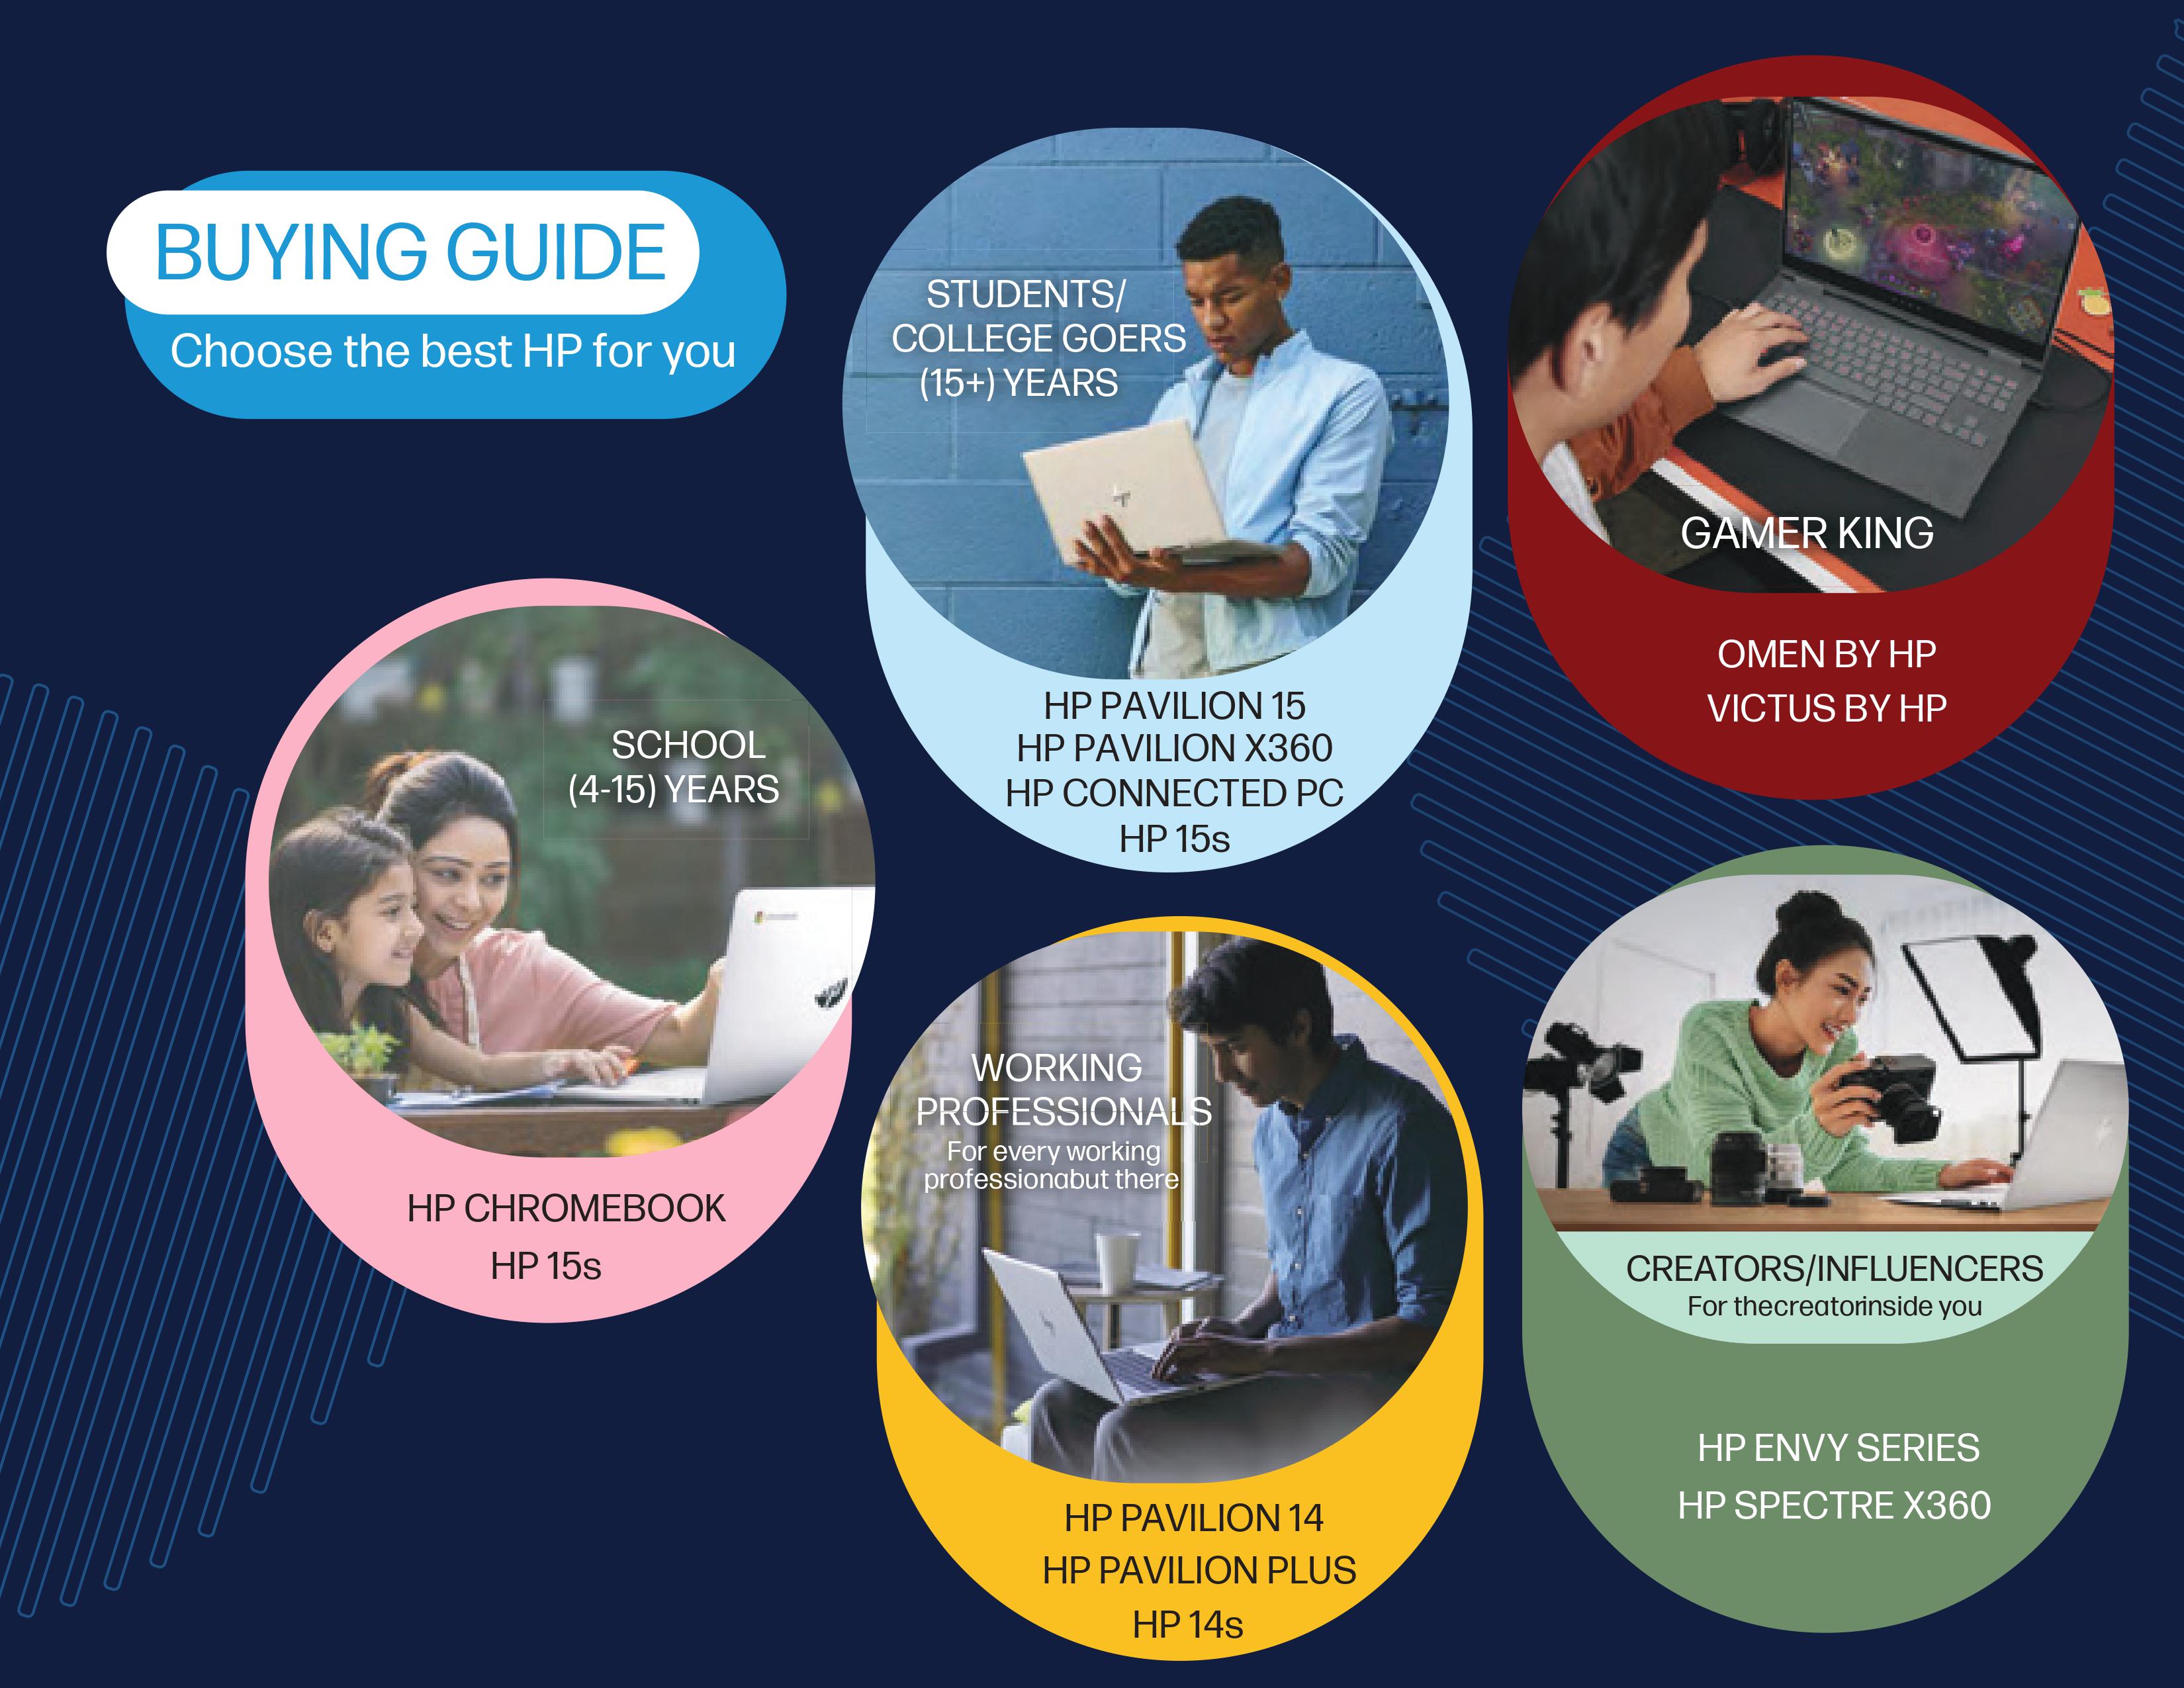 BUYING GUIDE
Choose the best HP for you
STUDENTS/
COLLEGE GOERS
(15+) YEARS
HP PAVILION 15
HP PAVILION X360
HP CONNECTED PC
HP 15s
GAMER KING
OMEN BY HP
VICTUS BY HP
SCHOOL
(4-15) YEARS
HP CHROMEBOOK
HP 15s
WORKING
PROFESSIONALS
For every working
professionabut there
HP PAVILION 14
HP PAVILION PLUS
HP 14s
CREATORS/INFLUENCERS
For thecreatorinside you
HP ENVY SERIES
HP SPECTRE X360